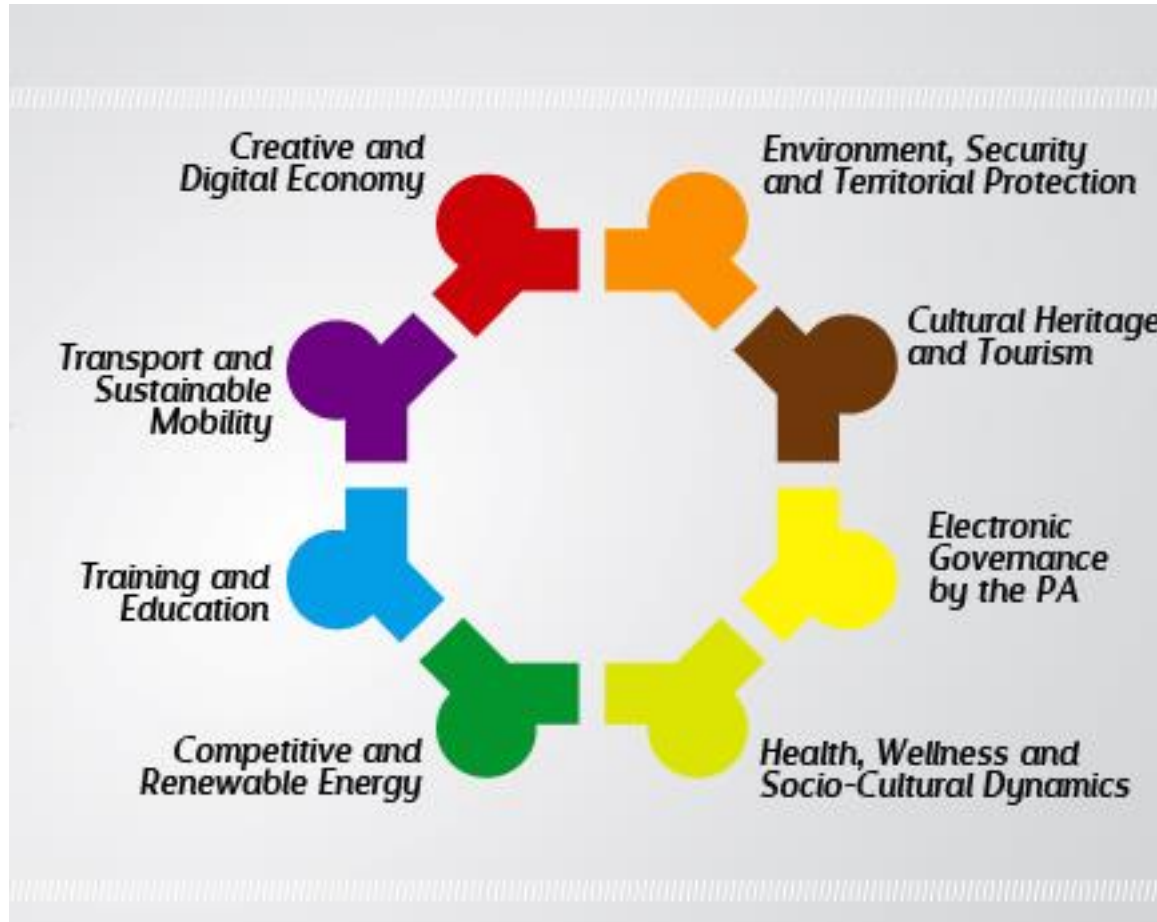 Creative and
Digital Economy
Environment, Security
and Territorial Protection
Transport and
Sustainable
Mobility
Cultural Heritage
and Tourism
Training and
Education
Electronic
Governance
by the PA
Competitive and
Renewable Energy
Health, Wellness and
Socio-Cultural Dynamics